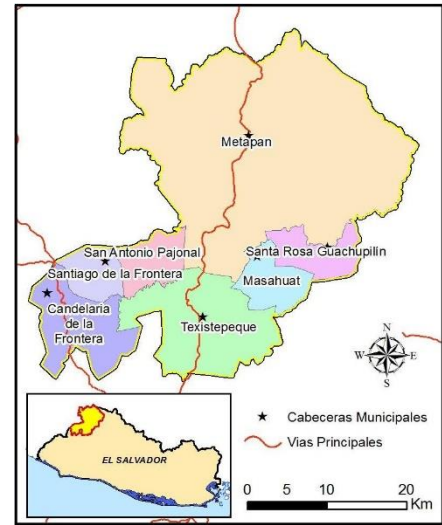 Metapan
San Antonio Pajonal
Santa Rosa Guachupilin
Santiago de la Frontera
Masahuat
Candelaria
de la
Frontera
Texistepeque
N
W
E
S
Cabeceras Municipales
Vias Principales
EL SALVADOR
0 5 10 20
Km